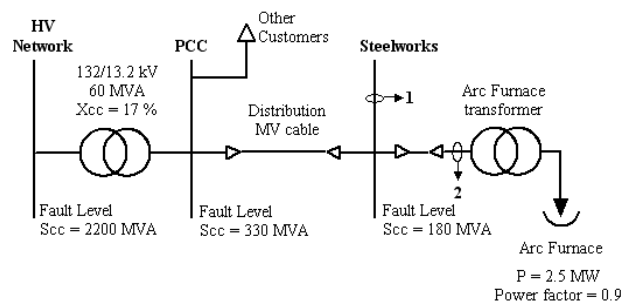 HV
Network
132/13.2 kV
60 MVA
Xcc = 17 %
Fault Level
Scc = 2200 MVA
PCC
Other
Customers
Distribution
MV cable
Fault Level
Scc = 330 MVA
Steelworks
1
2
Fault Level
Scc = 180 MVA
Arc Furnace
transformer
Arc Furnace
P = 2.5 MW
Power factor = 0.9